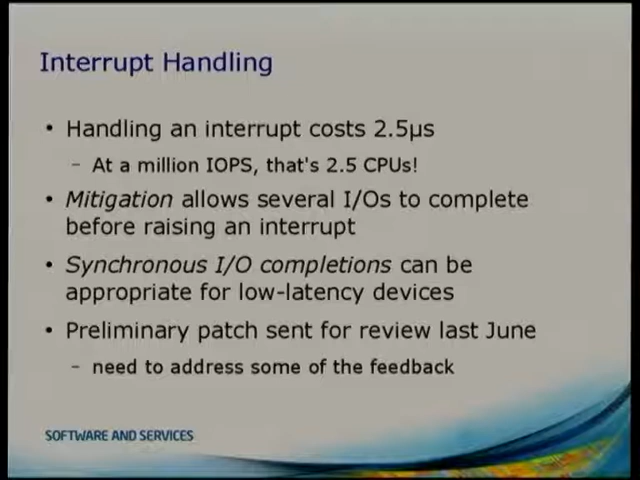 Interrupt Handling
• Handling an interrupt costs 2.5µs
– At a million IOPS, that's 2.5 CPUs!
• Mitigation allows several I/Os to complete
before raising an interrupt
• Synchronous I/O completions can be
appropriate for low-latency devices
• Preliminary patch sent for review last June
– need to address some of the feedback
SOFTWARE AND SERVICES